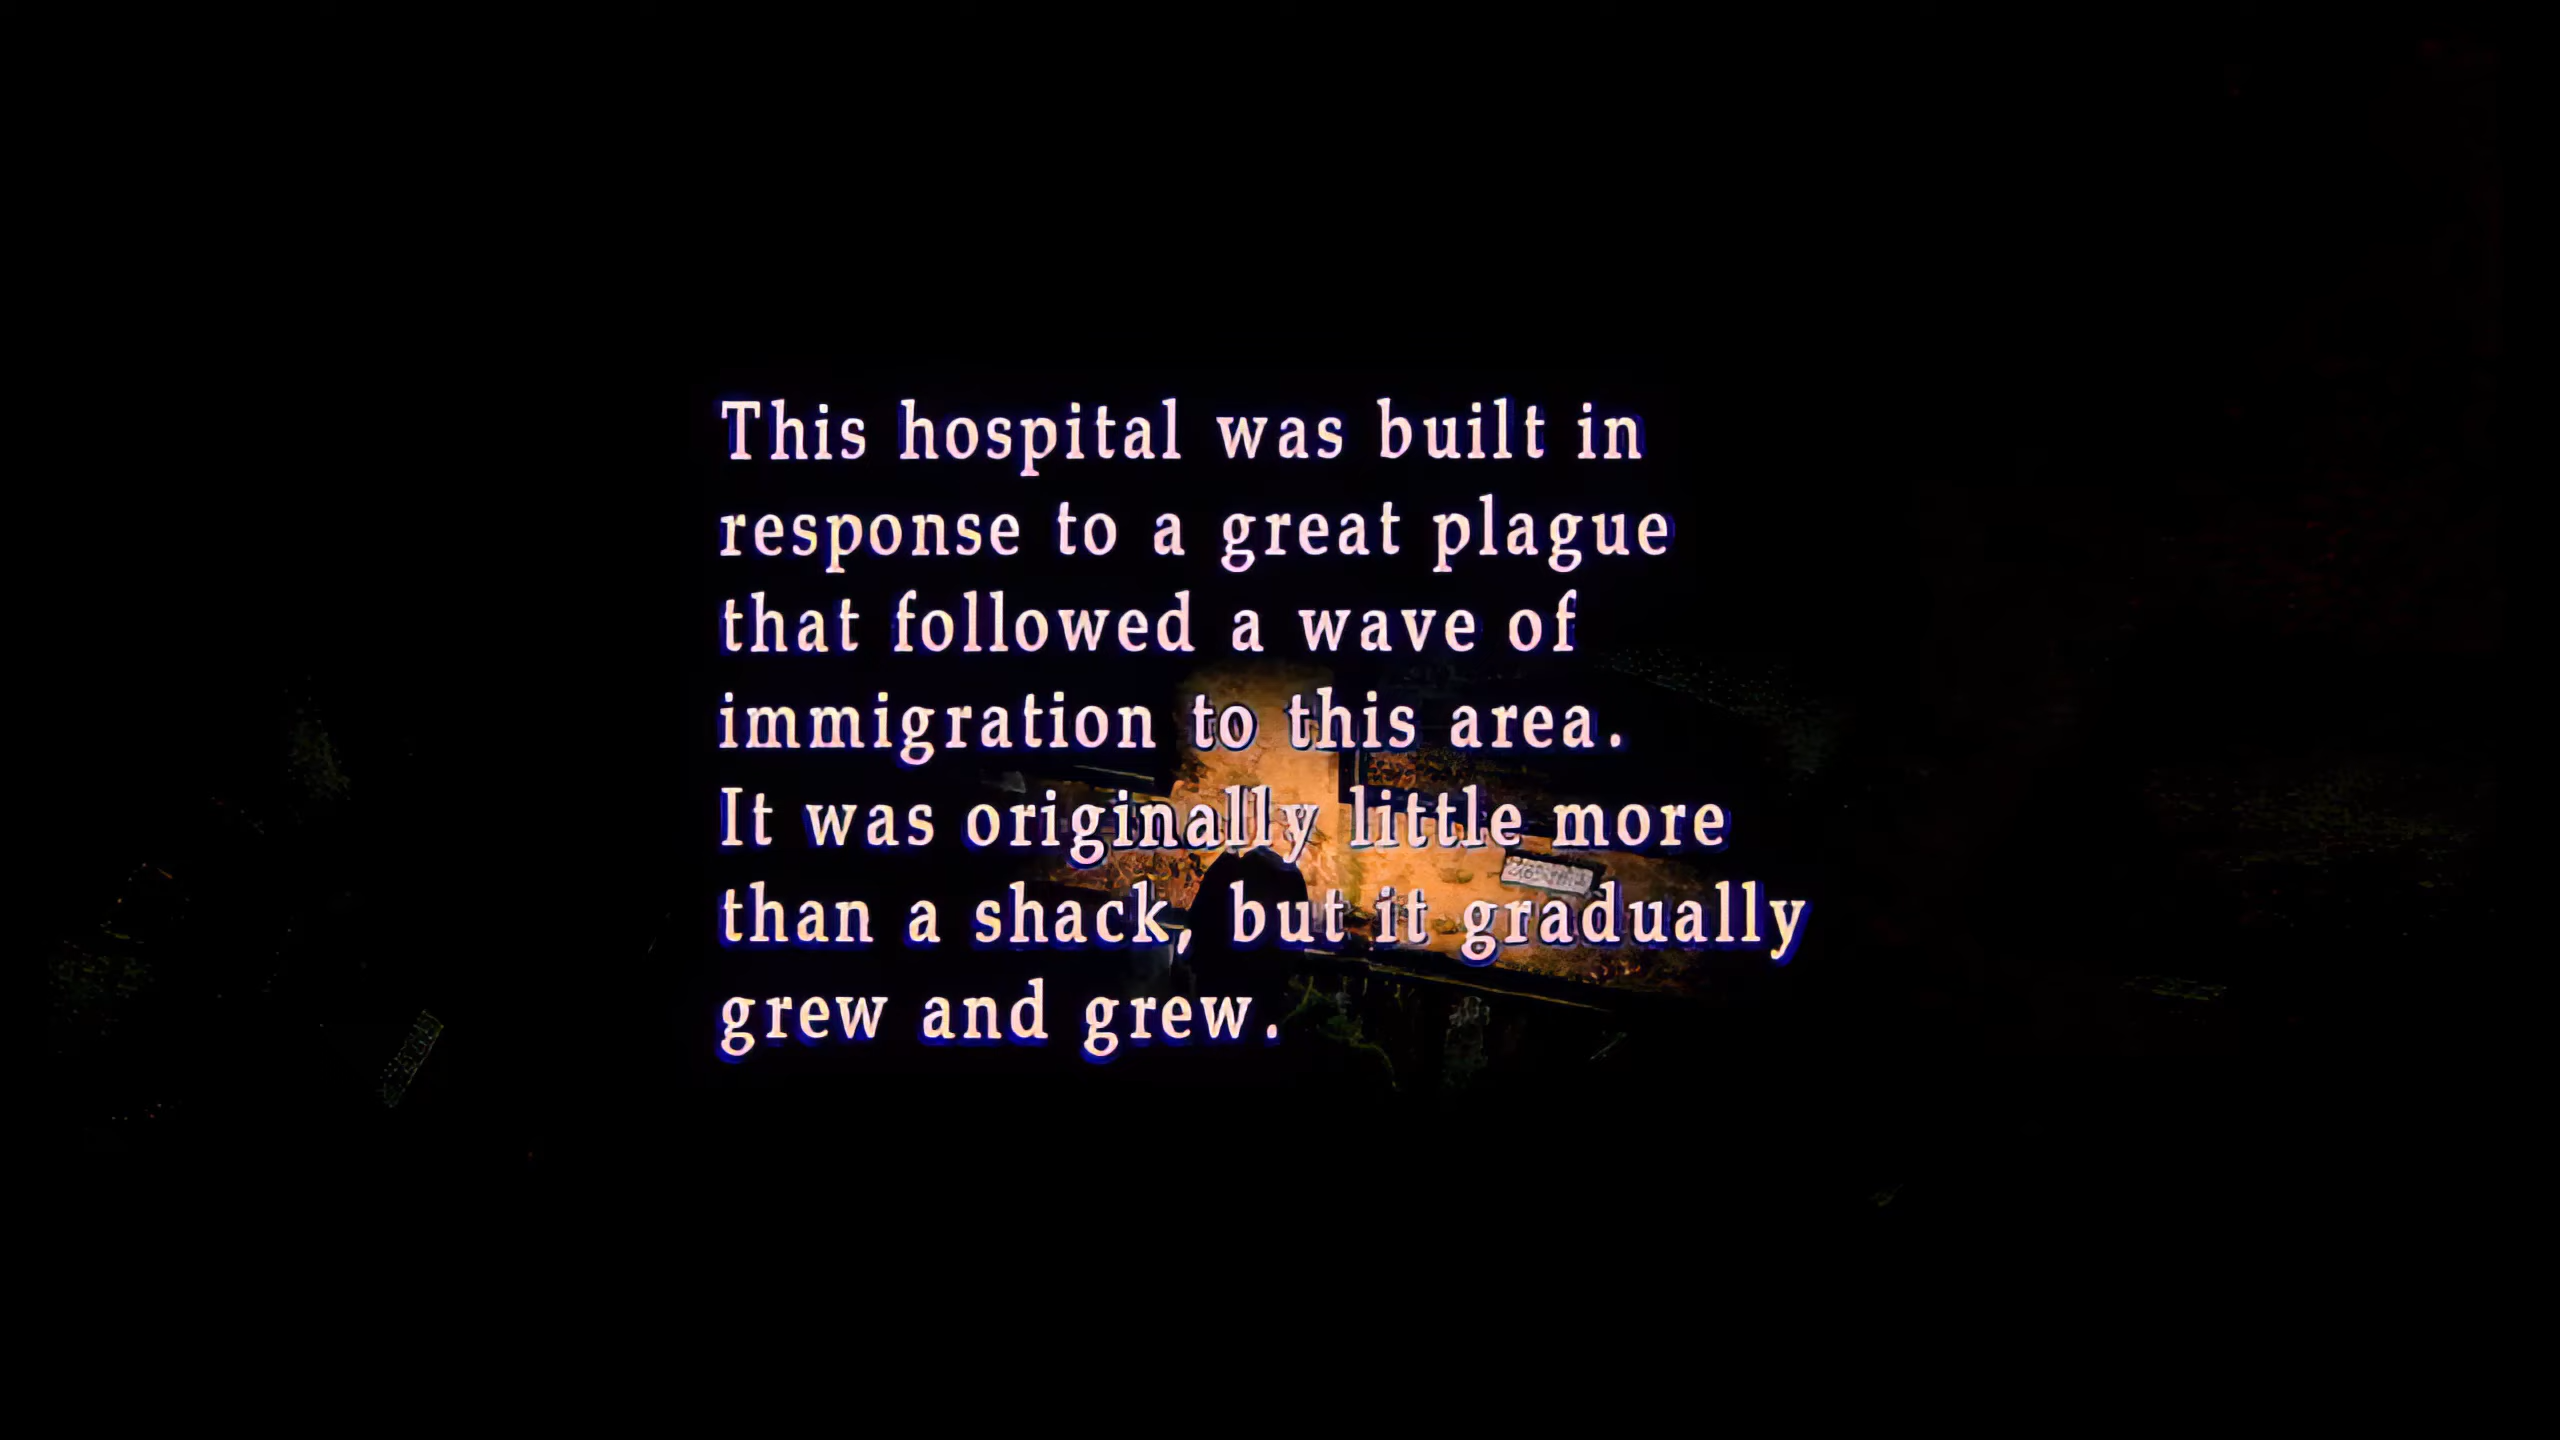 This hospital was built in
response to a great plague
that followed a wave of
immigration to this area.
It was originally little more
than a shack, but it gradually
grew and grew.